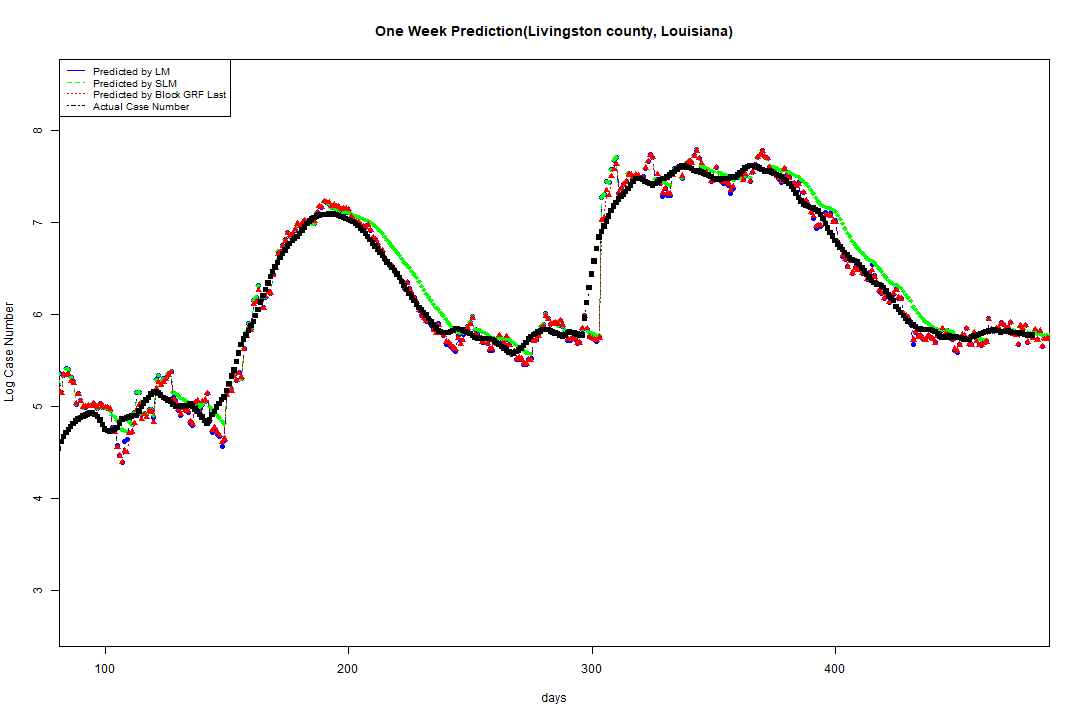 One Week Prediction(Livingston county, Louisiana)
Predicted by LM
Predicted by SLM
Predicted by Block GRF Last
Actual Case Number
8
7
6
5
4
3
Log Case Number
100 200 300 400
days